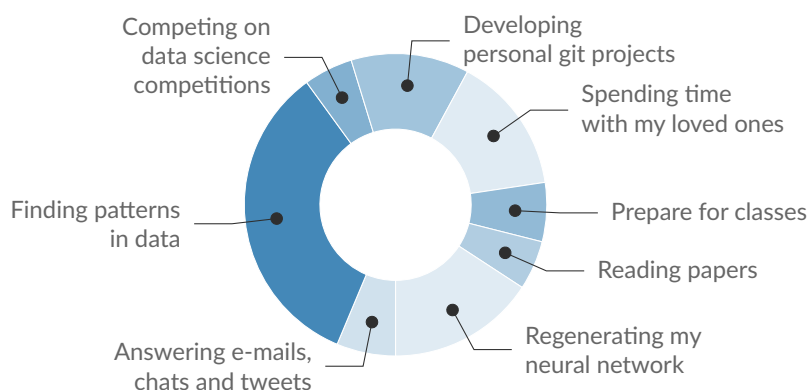 Competing on
data science
competitions
Developing
personal git projects
Spending time
with my loved ones
Finding patterns
in data
Prepare for classes
Reading papers
Regenerating my
neural network
Answering e-mails,
chats and tweets